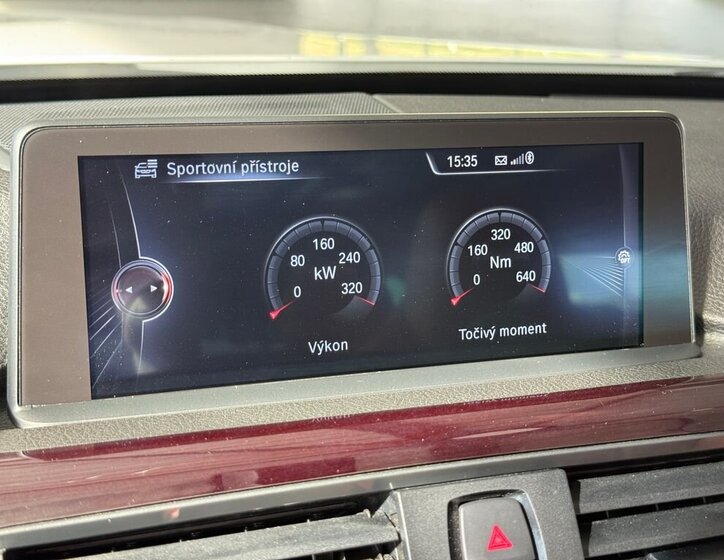 Sportovní přístroje
15:35
160
80
240
kW
0
320
Výkon
320
160
480
Nm
0
640
Točivý moment
OPT